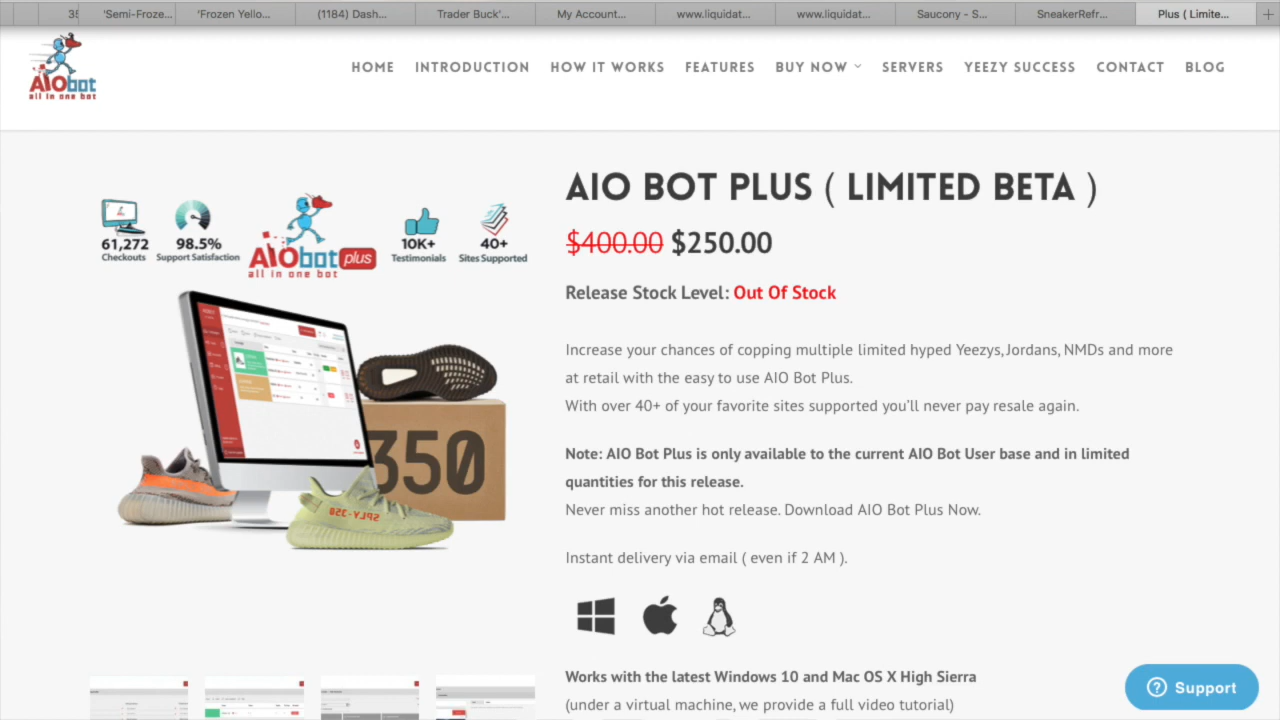 35
'Semi-Froze...
'Frozen Yello...
(1184) Dash...
Trader Buck'...
My Account...
www.liquidat...
www.liquidat...
Saucony - S...
SneakerRefr...
Plus ( Limite...
AIObot
all in one bot
HOME
INTRODUCTION
HOW IT WORKS
FEATURES
BUY NOW
SERVERS
YEEZY SUCCESS
CONTACT
BLOG
61,272
Checkouts
98.5%
Support Satisfaction
AIObot plus
all in one bot
10K+
Testimonials
40+
Sites Supported
350
SPLY-350
AIO BOT PLUS ( LIMITED BETA )
$400.00 $250.00
Release Stock Level: Out Of Stock
Increase your chances of copping multiple limited hyped Yeezys, Jordans, NMDs and more
at retail with the easy to use AIO Bot Plus.
With over 40+ of your favorite sites supported you'll never pay resale again.
Note: AIO Bot Plus is only available to the current AIO Bot User base and in limited
quantities for this release.
Never miss another hot release. Download AIO Bot Plus Now.
Instant delivery via email ( even if 2 AM ).
Works with the latest Windows 10 and Mac OS X High Sierra
(under a virtual machine, we provide a full video tutorial)
Support